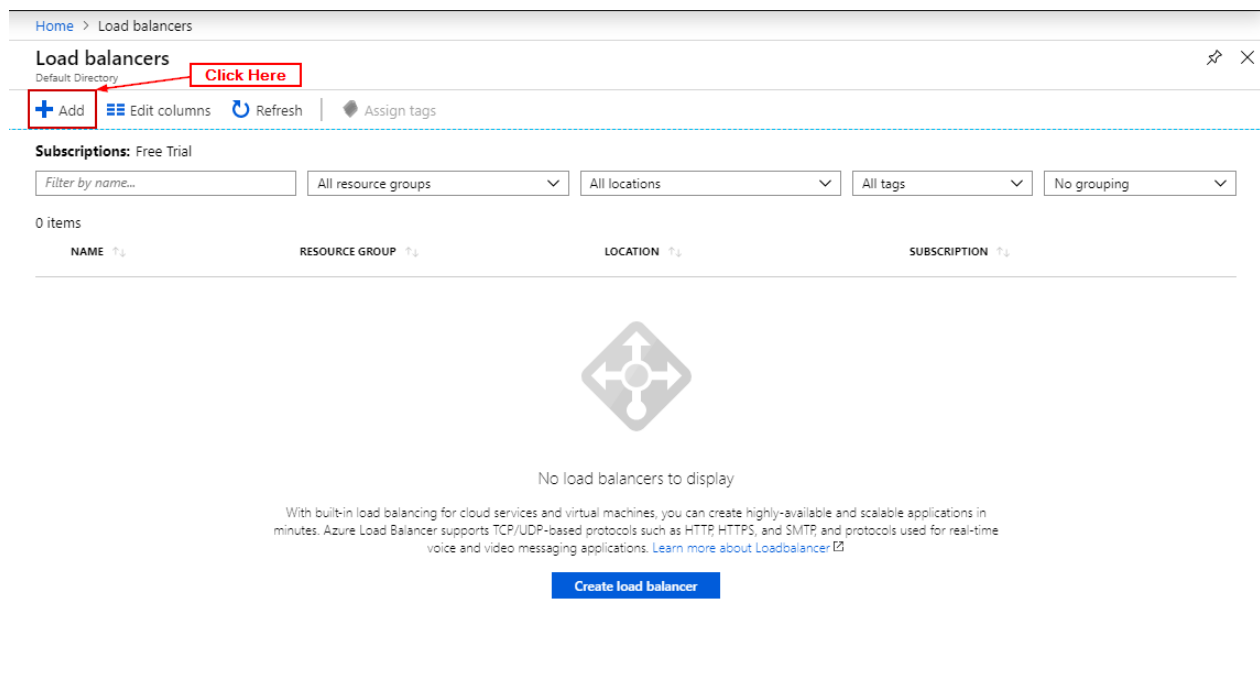 Home > Load balancers
Load balancers
Default Directory
Click Here
Add Edit columns Refresh Assign tags
Subscriptions: Free Trial
Filter by name... All resource groups All locations All tags No grouping
0 items
NAME RESOURCE GROUP LOCATION SUBSCRIPTION
No load balancers to display
With built-in load balancing for cloud services and virtual machines, you can create highly-available and scalable applications in
minutes. Azure Load Balancer supports TCP/UDP-based protocols such as HTTP, HTTPS, and SMTP, and protocols used for real-time
voice and video messaging applications. Learn more about Loadbalancer
Create load balancer